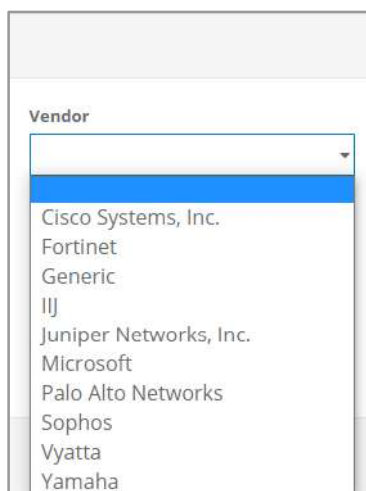 Vendor
Cisco Systems, Inc.
Fortinet
Generic
IIJ
Juniper Networks, Inc.
Microsoft
Palo Alto Networks
Sophos
Vyatta
Yamaha